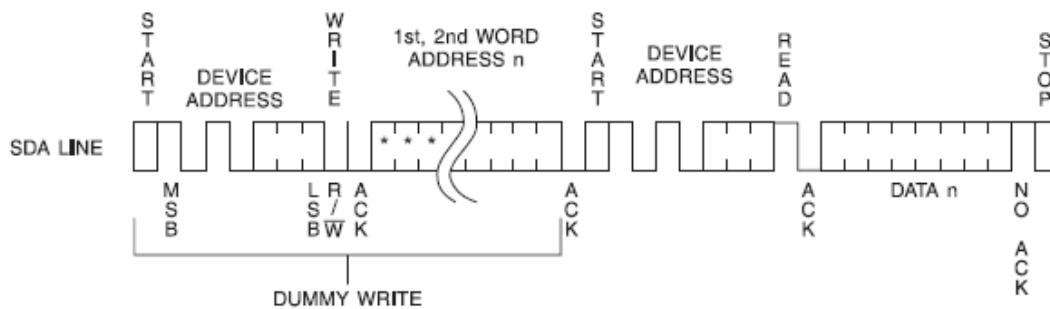 START
WRITE
1st, 2nd WORD
ADDRESS n
START
DEVICE
ADDRESS
READ
STOP
DEVICE
ADDRESS
SDA LINE
* * *
MSB
LSB
R/W
ACK
ACK
ACK
DATA n
NO ACK
DUMMY WRITE